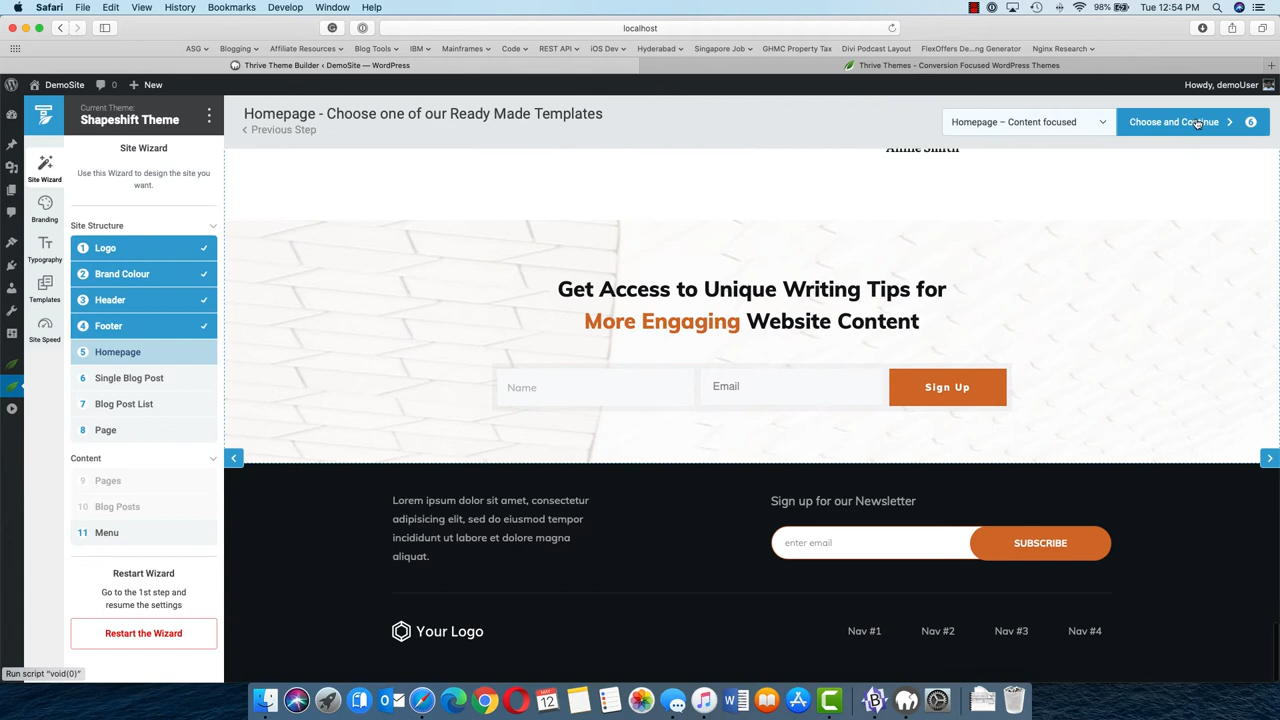 Safari File Edit View History Bookmarks Develop Window Help 98% Tue 12:54 PM
localhost
ASG Blogging Affiliate Resources Blog Tools IBM Mainframes Code REST API iOS Dev Hyderabad Singapore Job GHMC Property Tax Divi Podcast Layout FlexOffers De...ng Generator Nginx Research
Thrive Theme Builder ‹ DemoSite — WordPress Thrive Themes - Conversion Focused WordPress Themes
DemoSite 0 New Howdy, demoUser
Current Theme:
Shapeshift Theme
Homepage - Choose one of our Ready Made Templates
Previous Step
Homepage – Content focused
Choose and Continue 6
Site Wizard
Branding
Typography
Templates
Site Speed
Site Wizard
Use this Wizard to design the site you
want.
Site Structure
1 Logo
2 Brand Colour
3 Header
4 Footer
5 Homepage
6 Single Blog Post
7 Blog Post List
8 Page
Content
9 Pages
10 Blog Posts
11 Menu
Restart Wizard
Go to the 1st step and
resume the settings
Restart the Wizard
Run script "void(0)"
Annie Smith
Get Access to Unique Writing Tips for
More Engaging Website Content
Name Email Sign Up
Lorem ipsum dolor sit amet, consectetur
adipisicing elit, sed do eiusmod tempor
incididunt ut labore et dolore magna
aliquat.
Sign up for our Newsletter
enter email SUBSCRIBE
Your Logo
Nav #1 Nav #2 Nav #3 Nav #4
12